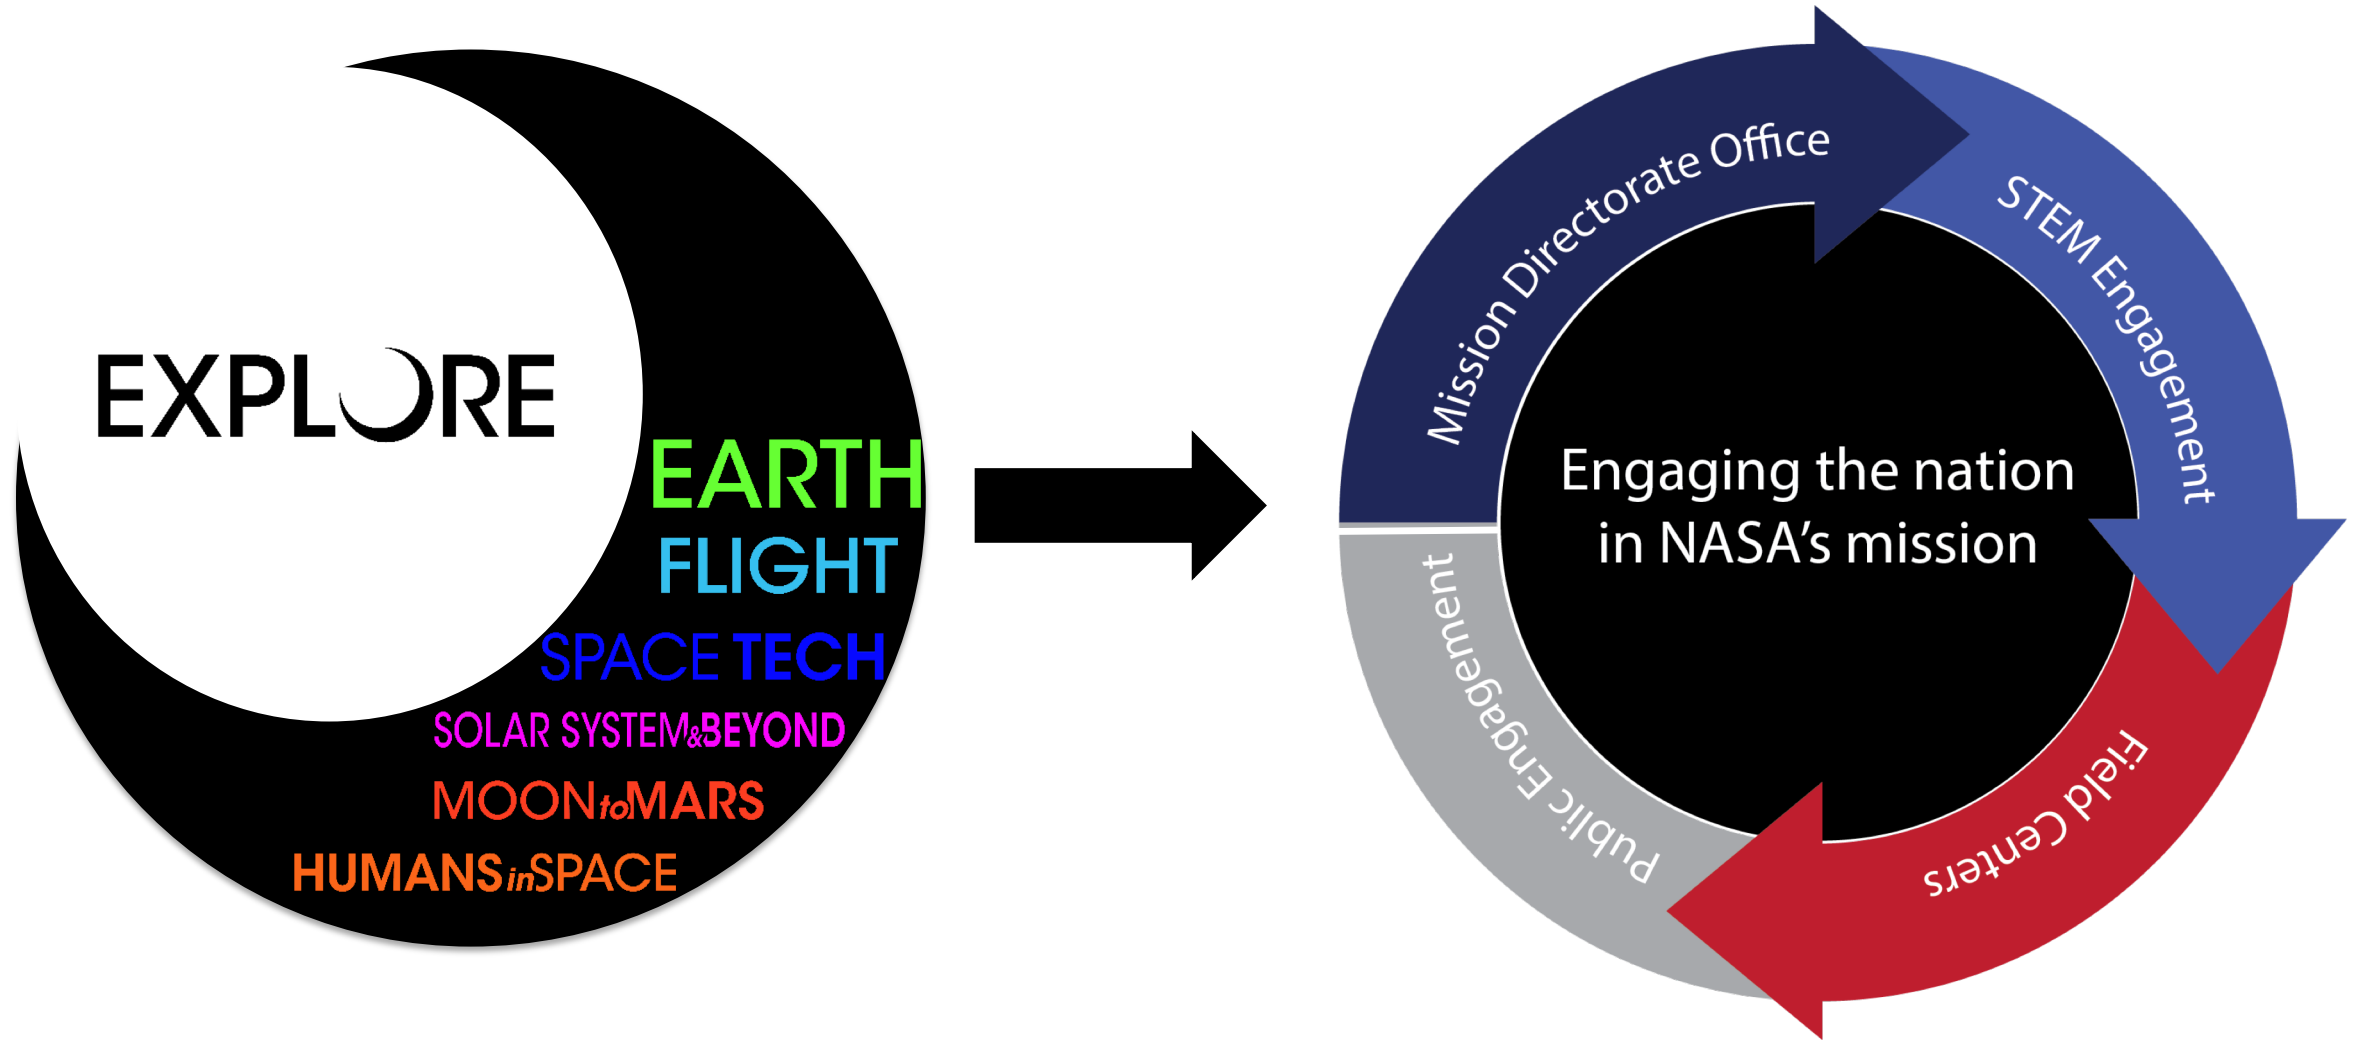 EXPLORE
EARTH
FLIGHT
SPACE TECH
SOLAR SYSTEM&BEYOND
MOONtoMARS
HUMANSinSPACE
Mission Directorate Office
STEM Engagement
Field Centers
Public Engagement
Engaging the nation
in NASA’s mission